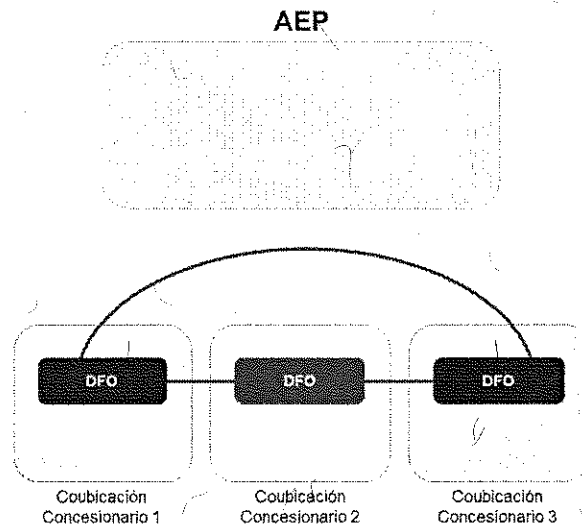 AEP
DFO
DFO
DFO
Coubicación
Concesionario 1
Coubicación
Concesionario 2
Coubicación
Concesionario 3